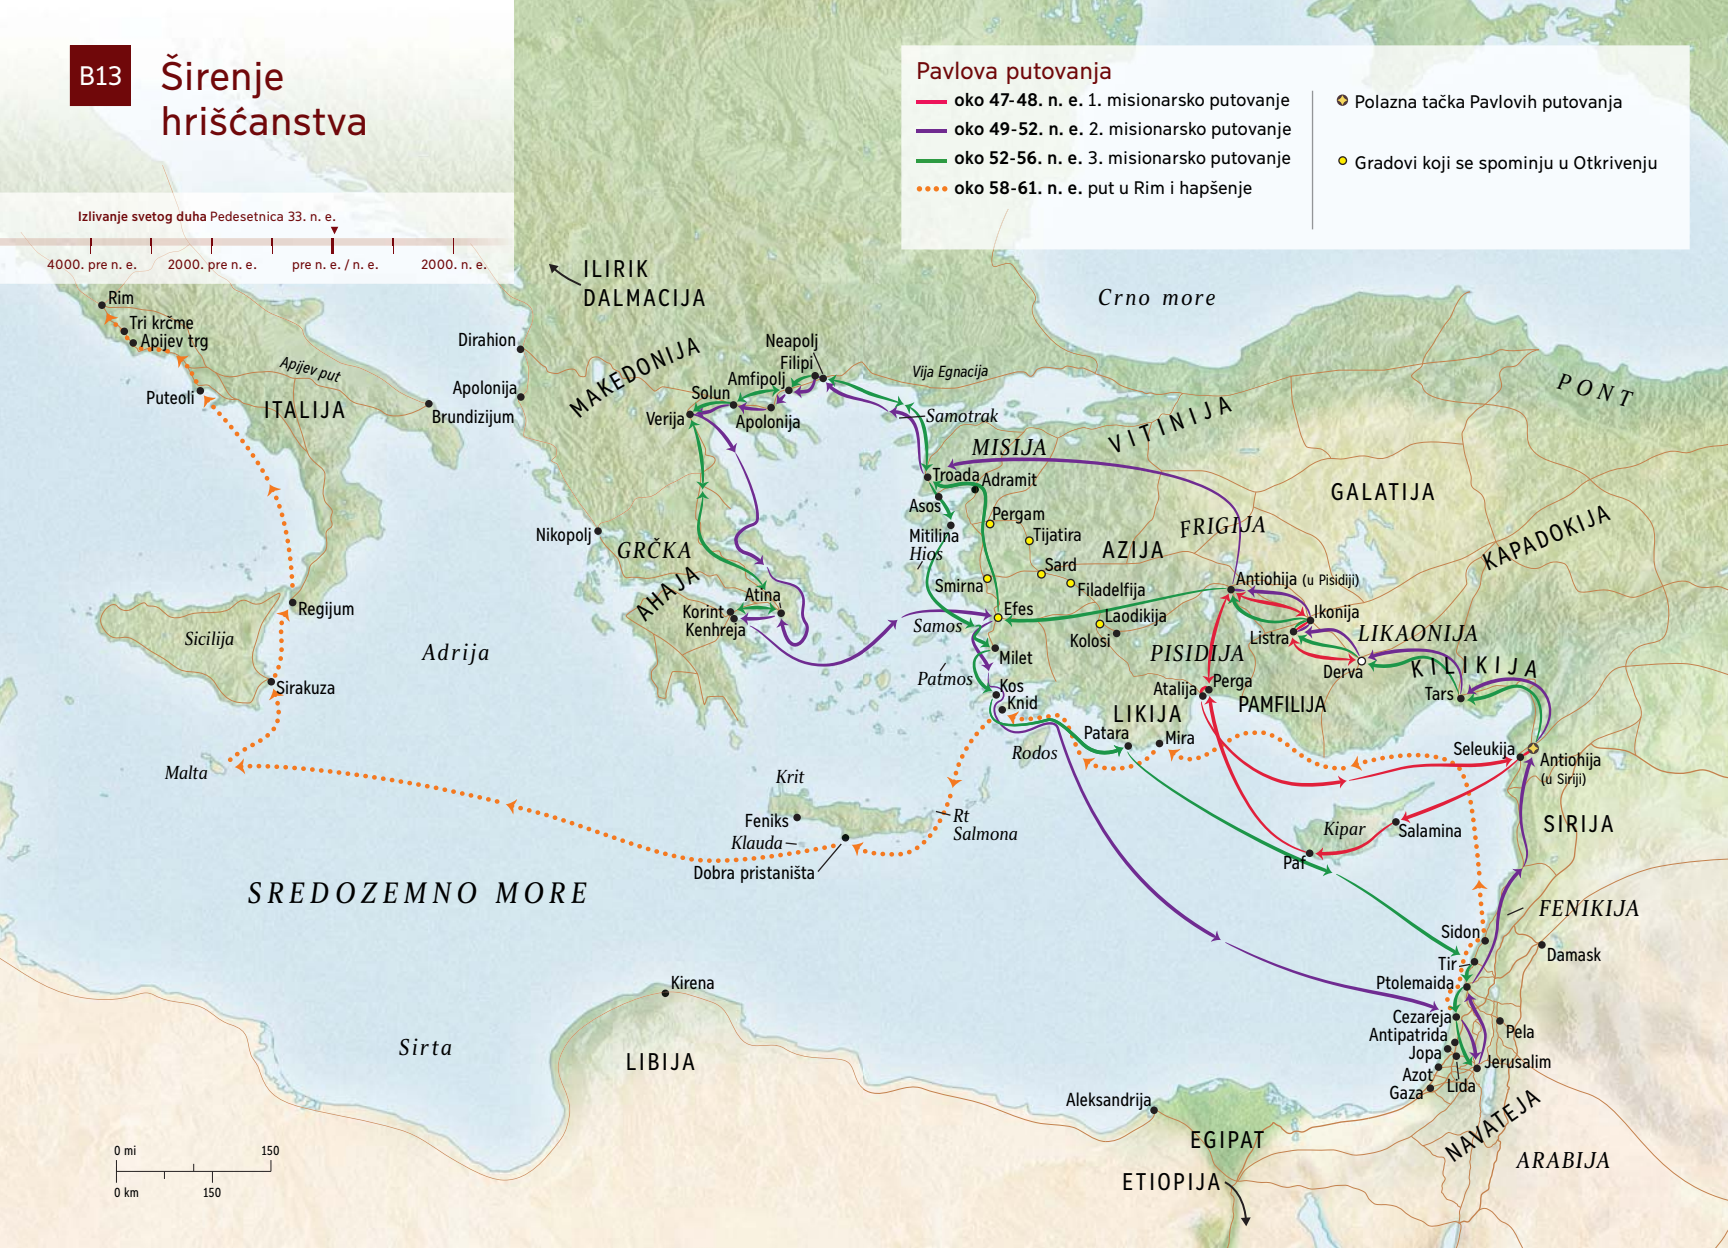 B13
Širenje
hrišćanstva
Izlivanje svetog duha Pedesetnica 33. n. e.
4000. pre n. e.
2000. pre n. e.
pre n. e. / n. e.
2000. n. e.
Pavlova putovanja
oko 47-48. n. e. 1. misionarsko putovanje
oko 49-52. n. e. 2. misionarsko putovanje
oko 52-56. n. e. 3. misionarsko putovanje
oko 58-61. n. e. put u Rim i hapšenje
Polazna tačka Pavlovih putovanja
Gradovi koji se spominju u Otkrivenju
ILIRIK
DALMACIJA
Crno more
Rim
Tri krčme
Apijev trg
Apijev put
Puteoli
ITALIJA
Dirahion
Apolonija
Brundizijum
MAKEDONIJA
Neapolj
Filipi
Amfipolj
Solun
Verija
Apolonija
Vija Egnacija
Samotrak
MISIJA
VITINIJA
PONT
Troada
Adramit
Asos
Mitilina
Hios
Pergam
Tijatira
Sard
Smirna
Filadelfija
AZIJA
FRIGIJA
GALATIJA
KAPADOKIJA
Nikopolj
GRČKA
AHAJA
Atina
Korint
Kenhreja
Samos
Efes
Laodikija
Kolosi
Milet
Patmos
Kos
Knid
Rodos
Antiohija (u Pisidiji)
Ikonija
Listra
LIKAONIJA
Derva
PISIDIJA
KILIKIJA
Tars
Atalija
Perga
PAMFILIJA
LIKIJA
Patara
Mira
Seleukija
Antiohija
(u Siriji)
SIRIJA
Regijum
Sicilija
Sirakuza
Adrija
Malta
Krit
Feniks
Klauda
Dobra pristaništa
Rt
Salmona
Kipar
Salamina
Paf
SREDOZEMNO MORE
FENIKIJA
Sidon
Damask
Tir
Ptolemaida
Cezareja
Antipatrida
Jopa
Pela
Jerusalim
Azot
Lida
Gaza
Kirena
Sirta
LIBIJA
Aleksandrija
EGIPAT
ETIOPIJA
NAVATEJA
ARABIJA
0 mi
150
0 km
150